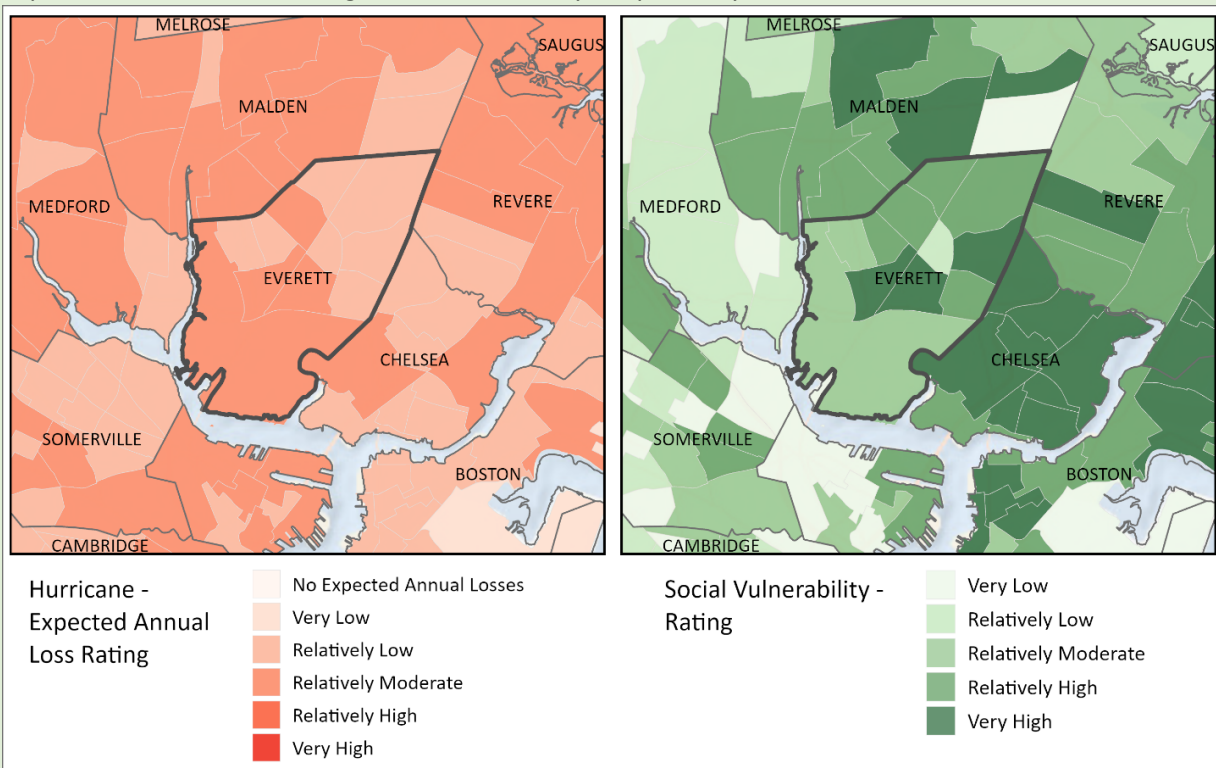 MELROSE
SAUGUS
MALDEN
MEDFORD
REVERE
EVERETT
CHELSEA
SOMERVILLE
BOSTON
CAMBRIDGE
MELROSE
SAUGUS
MALDEN
MEDFORD
REVERE
EVERETT
CHELSEA
SOMERVILLE
BOSTON
CAMBRIDGE
Hurricane -
Expected Annual
Loss Rating
No Expected Annual Losses
Very Low
Relatively Low
Relatively Moderate
Relatively High
Very High
Social Vulnerability -
Rating
Very Low
Relatively Low
Relatively Moderate
Relatively High
Very High